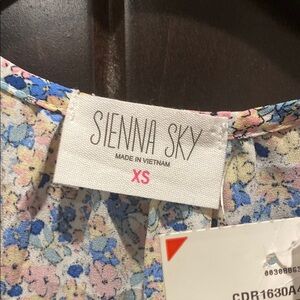 SIENNA SKY
MADE IN VIETNAM
XS
CDR1630A